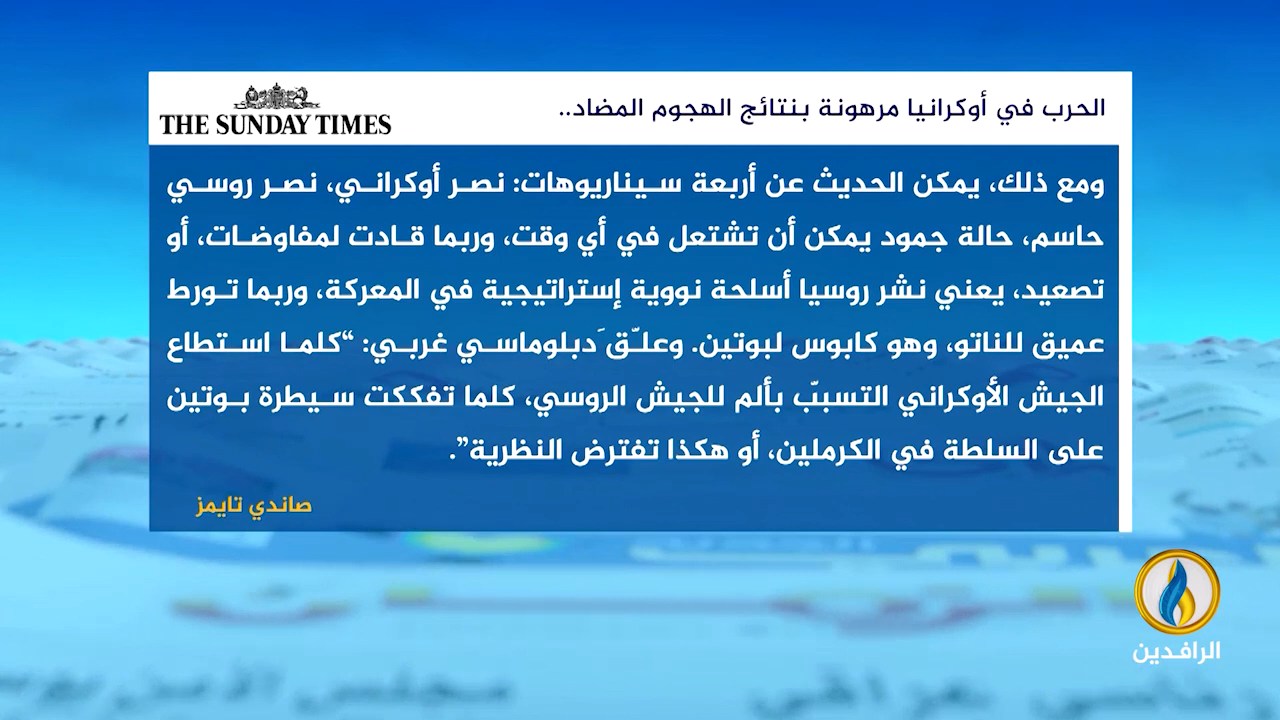 THE SUNDAY TIMES
الحرب في أوكرانيا مرهونة بنتائج الهجوم المضاد..
ومع ذلك، يمكن الحديث عن أربعة سيناريوهات: نصر أوكراني، نصر روسي
حاسم، حالة جمود يمكن أن تشتعل في أي وقت، وربما قادت لمفاوضات، أو
تصعيد، يعني نشر روسيا أسلحة نووية إستراتيجية في المعركة، وربما تورط
عميق للناتو، وهو كابوس لبوتين. وعلّق َدبلوماسي غربي: “كلما استطاع
الجيش الأوكراني التسببّ بألم للجيش الروسي، كلما تفككت سيطرة بوتين
على السلطة في الكرملين، أو هكذا تفترض النظرية”.
صاندي تايمز
الرافدين
مجلس الأمن